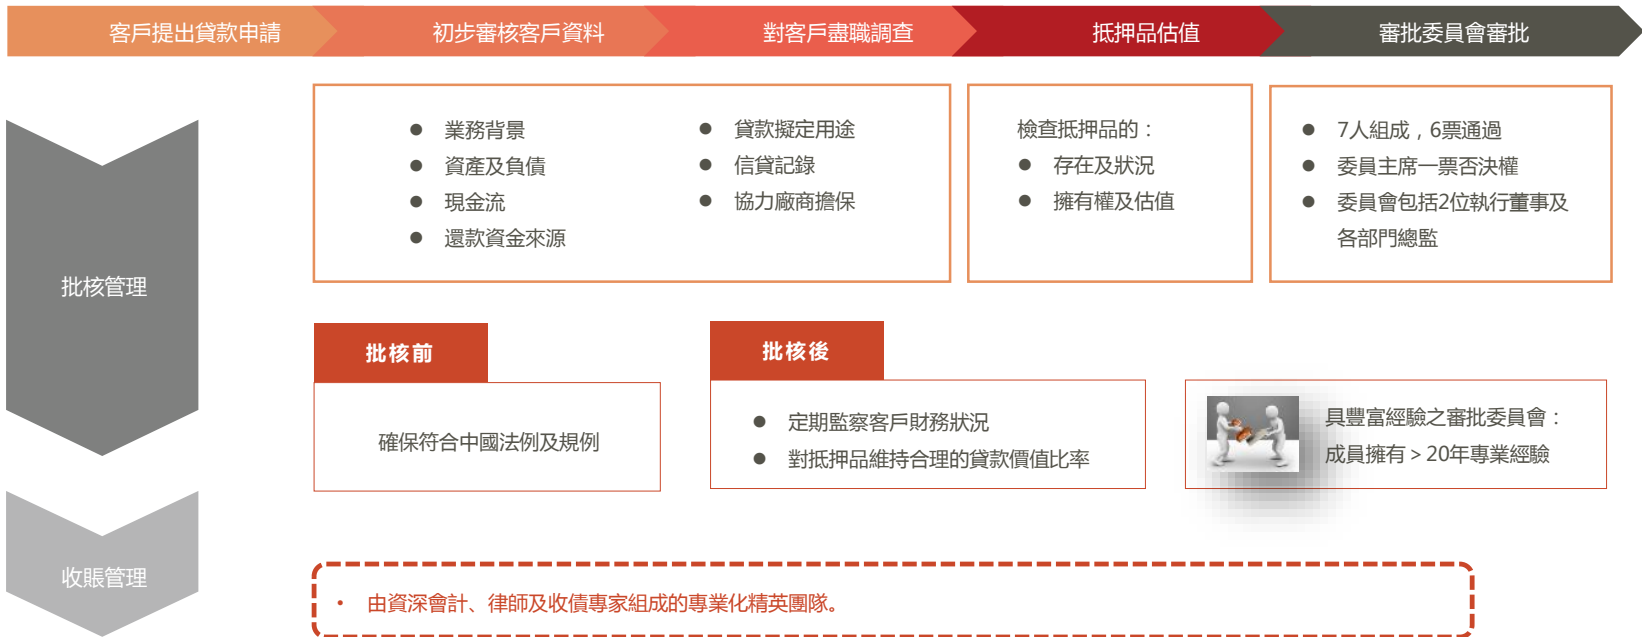 客戶提出貸款申請
初步審核客戶資料
對客戶盡職調查
抵押品估值
審批委員會審批
批核管理
● 業務背景
● 資產及負債
● 現金流
● 還款資金來源
● 貸款擬定用途
● 信貸記錄
● 協力廠商擔保
檢查抵押品的：
● 存在及狀況
● 擁有權及估值
● 7人組成，6票通過
● 委員主席一票否決權
● 委員會包括2位執行董事及
各部門總監
批核前
確保符合中國法例及規例
批核後
● 定期監察客戶財務狀況
● 對抵押品維持合理的貸款價值比率
具豐富經驗之審批委員會：
成員擁有＞20年專業經驗
收賬管理
• 由資深會計、律師及收債專家組成的專業化精英團隊。